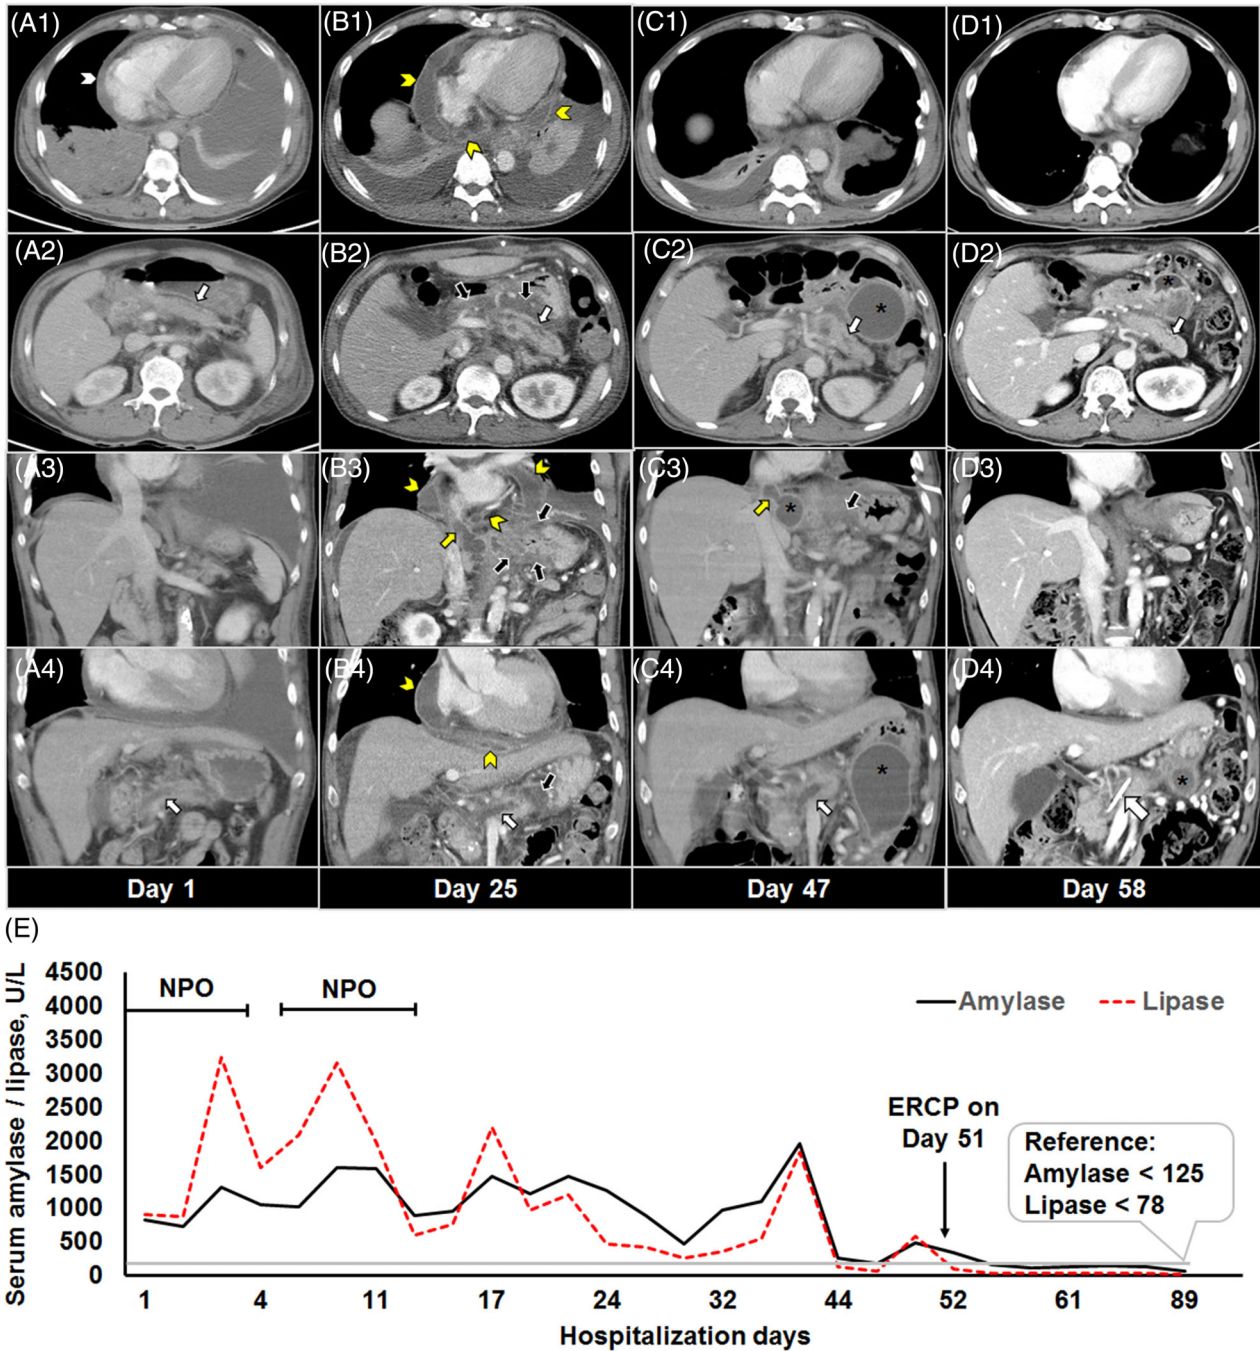 (A1)
(B1)
(C1)
(D1)
(A2)
(B2)
(C2)
*
(D2)
*
(A3)
(B3)
(C3)
*
(D3)
(A4)
(B4)
(C4)
*
(D4)
*
Day 1
Day 25
Day 47
Day 58
(E)
Serum amylase / lipase, U/L
4500
4000
3500
3000
2500
2000
1500
1000
500
0
NPO
NPO
Amylase
Lipase
ERCP on
Day 51
Reference:
Amylase < 125
Lipase < 78
1
4
11
17
24
32
44
52
61
89
Hospitalization days